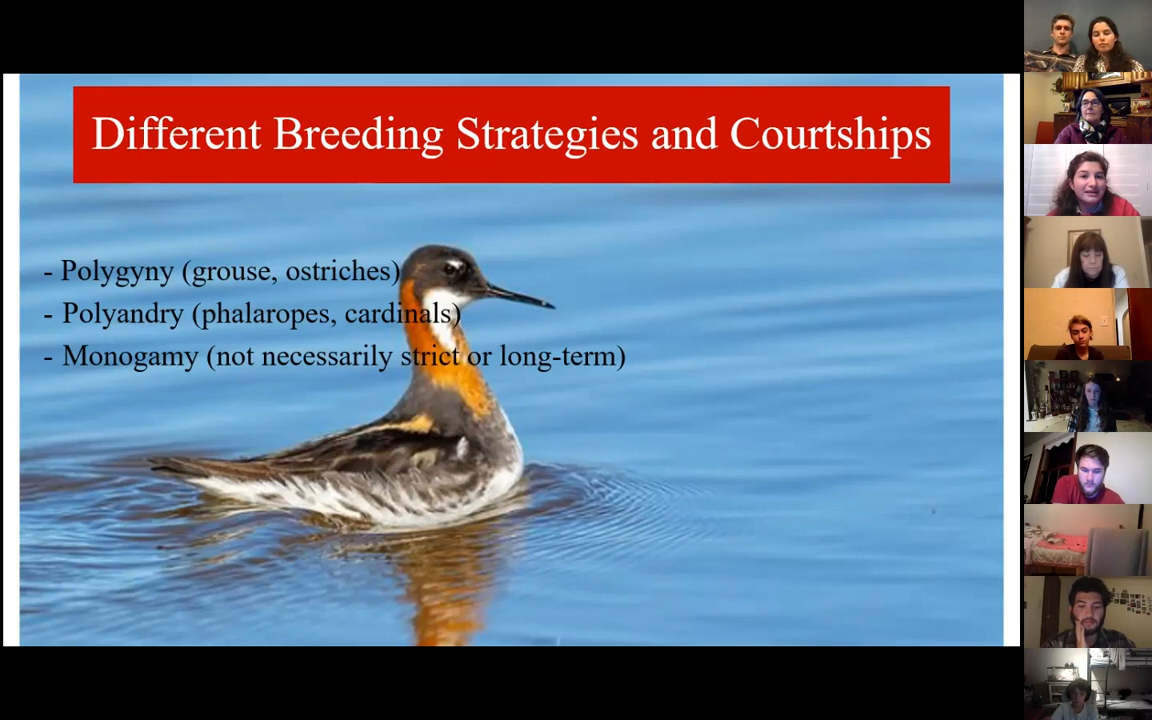 Different Breeding Strategies and Courtships
- Polygyny (grouse, ostriches)
- Polyandry (phalaropes, cardinals)
- Monogamy (not necessarily strict or long-term)